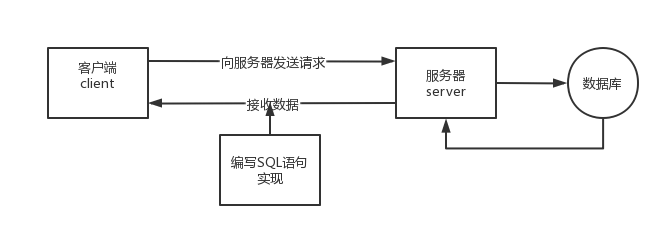 客户端
client
向服务器发送请求
接收数据
服务器
server
数据库
编写SQL语句
实现